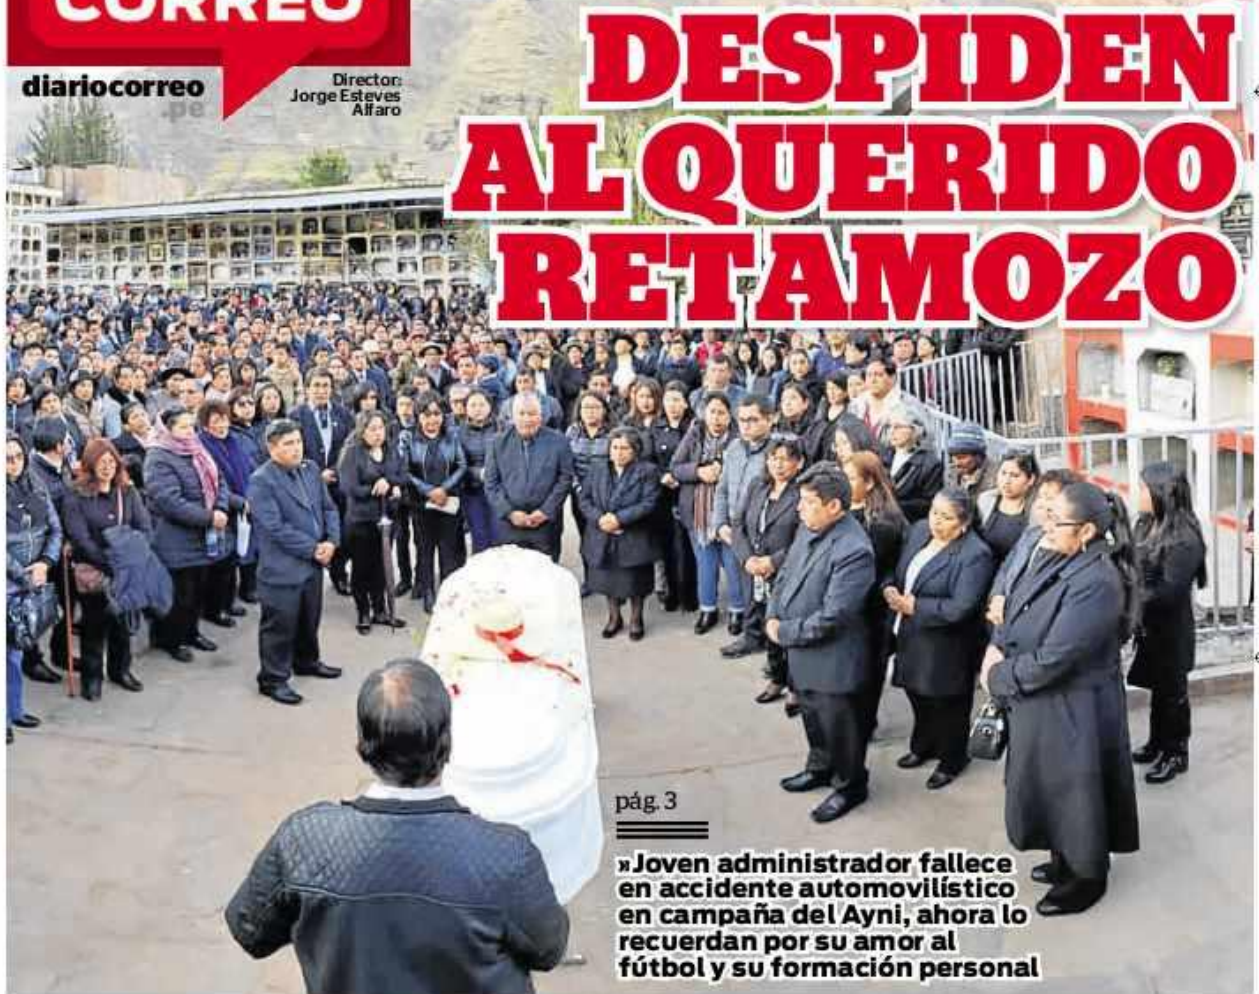 CORREO
diariocorreo
.pe
Director:
Jorge Esteves
Alfaro
DESPIDEN
AL QUERIDO
RETAMOZO
pág. 3
»Joven administrador fallece
en accidente automovilístico
en campaña del Ayni, ahora lo
recuerdan por su amor al
fútbol y su formación personal